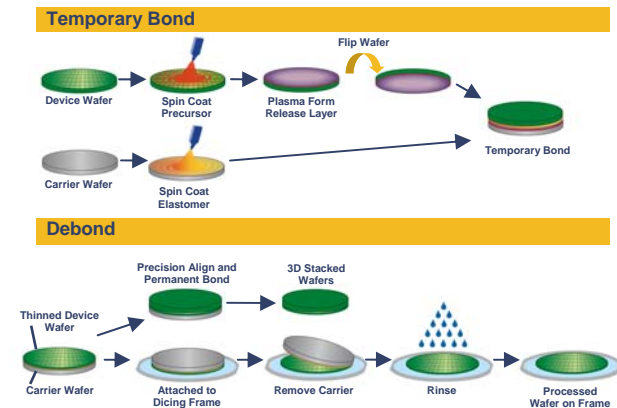 Temporary Bond
Flip Wafer
Device Wafer
Spin Coat
Precursor
Plasma Form
Release Layer
Temporary Bond
Carrier Wafer
Spin Coat
Elastomer
Debond
Precision Align and
Permanent Bond
3D Stacked
Wafers
Thinned Device
Wafer
Carrier Wafer
Attached to
Dicing Frame
Remove Carrier
Rinse
Processed
Wafer on Frame